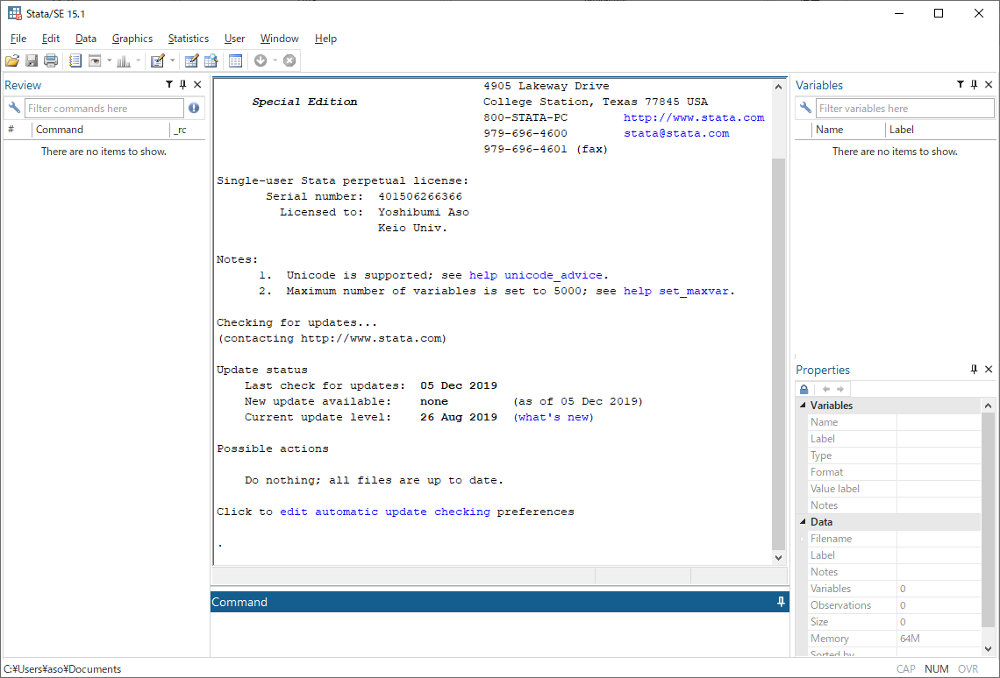 Stata/SE 15.1
File Edit Data Graphics Statistics User Window Help
Review
Filter commands here
# Command _rc
There are no items to show.
4905 Lakeway Drive
Special Edition College Station, Texas 77845 USA
800-STATA-PC http://www.stata.com
979-696-4600 stata@stata.com
979-696-4601 (fax)
Single-user Stata perpetual license:
Serial number: 401506266366
Licensed to: Yoshibumi Aso
Keio Univ.
Notes:
1. Unicode is supported; see help unicode_advice.
2. Maximum number of variables is set to 5000; see help set_maxvar.
Checking for updates...
(contacting http://www.stata.com)
Update status
Last check for updates: 05 Dec 2019
New update available: none (as of 05 Dec 2019)
Current update level: 26 Aug 2019 (what's new)
Possible actions
Do nothing; all files are up to date.
Click to edit automatic update checking preferences
.
Command
Variables
Filter variables here
Name Label
There are no items to show.
Properties
Variables
Name
Label
Type
Format
Value label
Notes
Data
Filename
Label
Notes
Variables 0
Observations 0
Size 0
Memory 64M
Sorted by
C:¥Users¥aso¥Documents
CAP NUM OVR